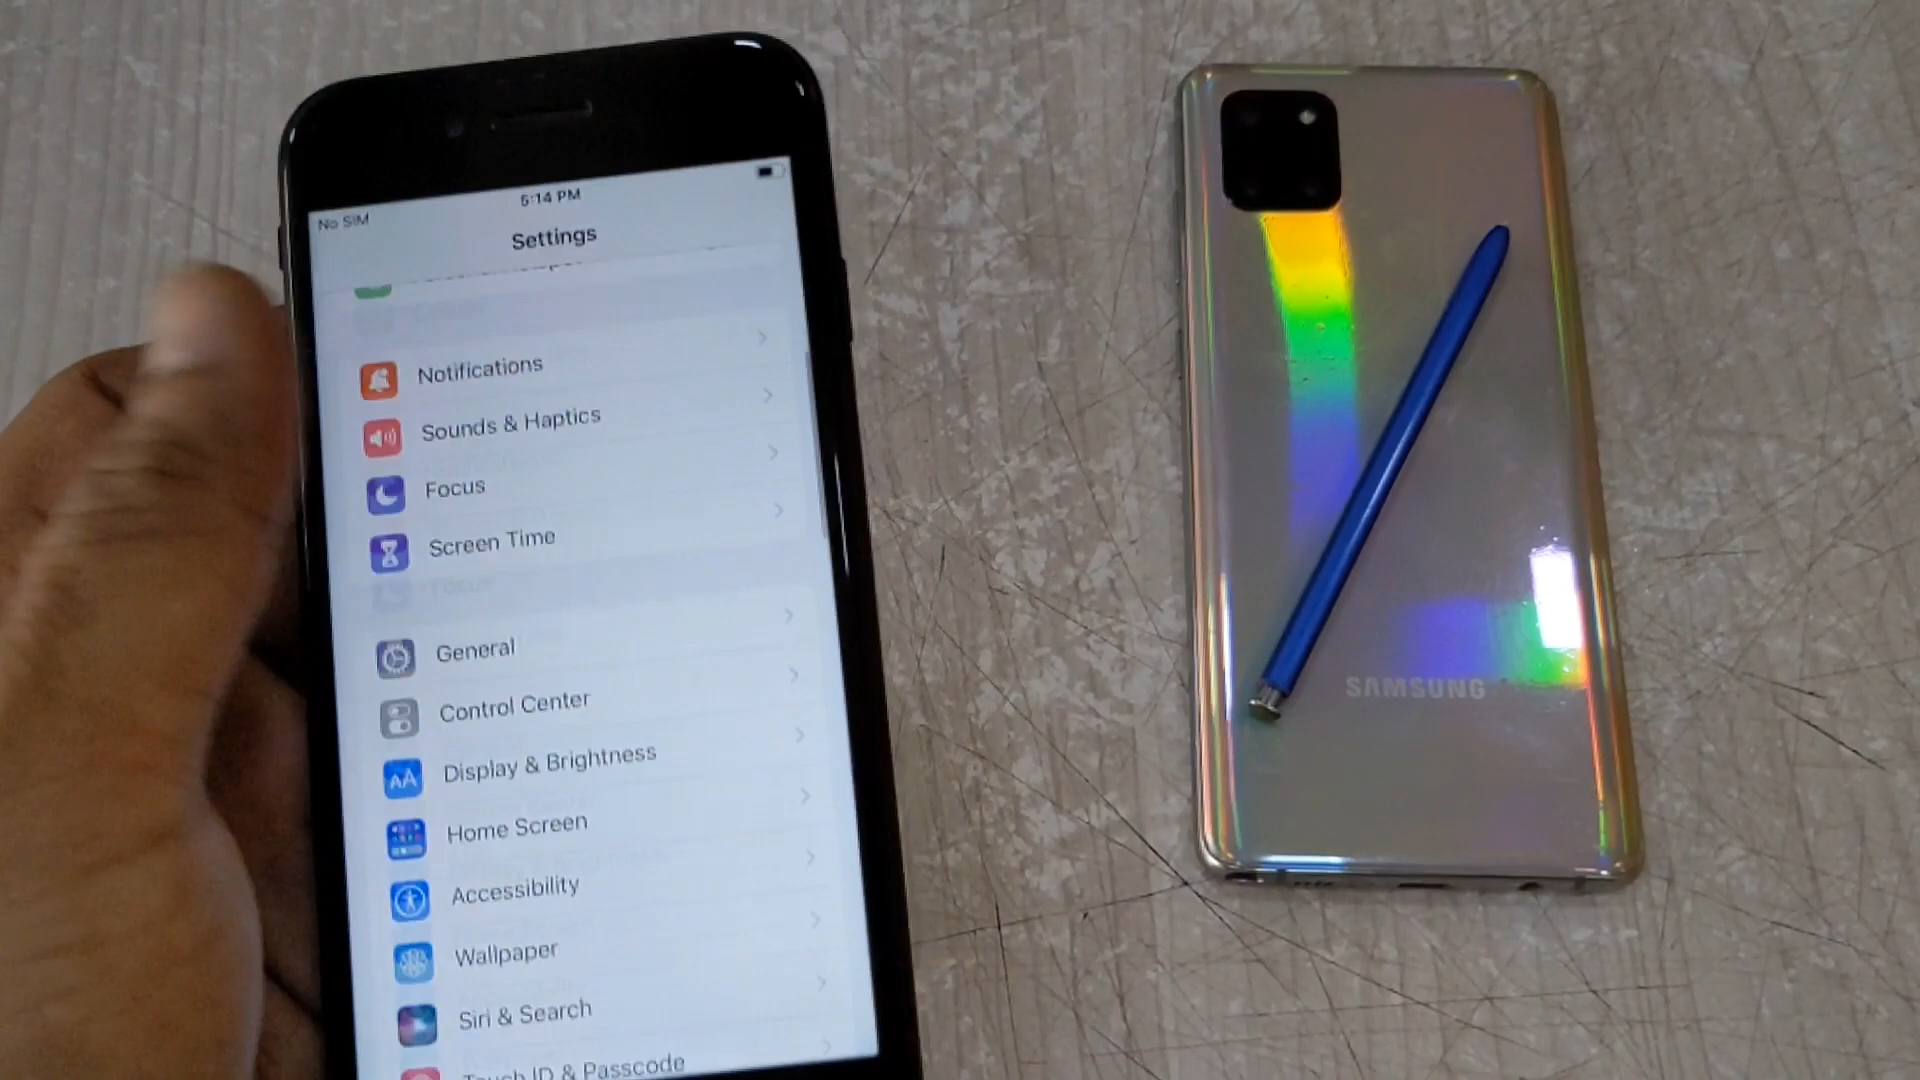 No SIM
5:14 PM
Settings
Notifications
Sounds & Haptics
Focus
Screen Time
Focus
General
Control Center
Display & Brightness
Home Screen
Accessibility
Wallpaper
Siri & Search
Touch ID & Passcode
SAMSUNG